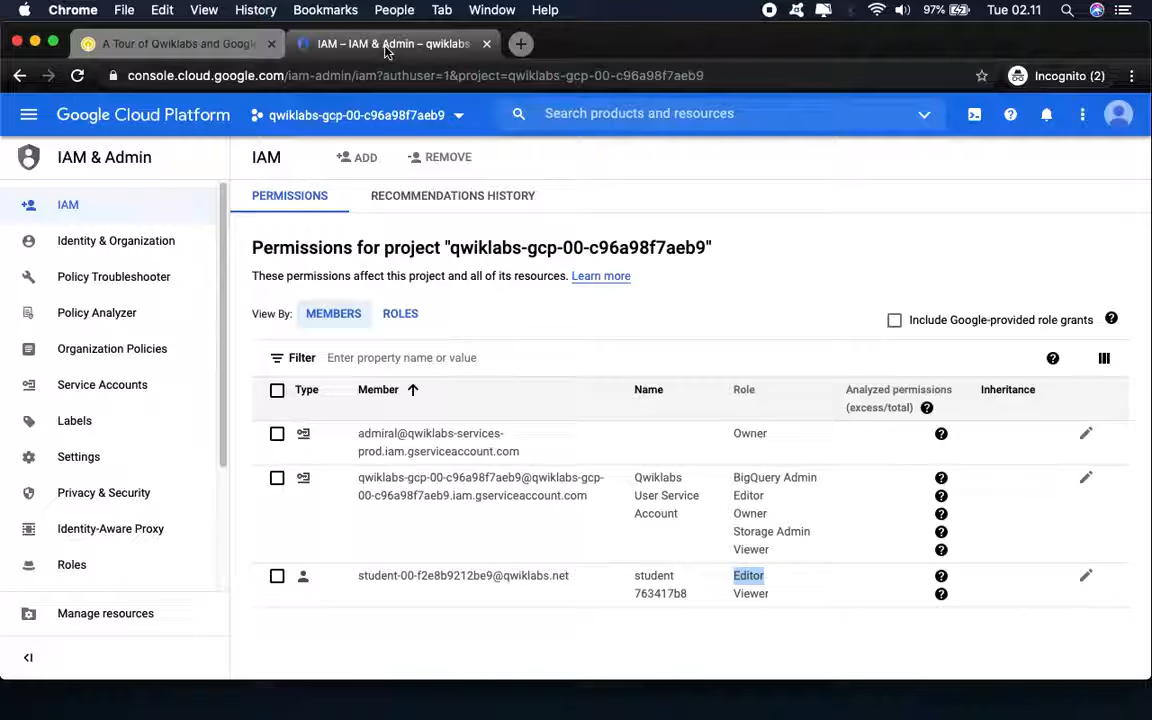 Chrome File Edit View History Bookmarks People Tab Window Help 97% Tue 02.11
A Tour of Qwiklabs and Google
IAM – IAM & Admin – qwiklabs
console.cloud.google.com/iam-admin/iam?authuser=1&project=qwiklabs-gcp-00-c96a98f7aeb9
Incognito (2)
Google Cloud Platform
qwiklabs-gcp-00-c96a98f7aeb9
Search products and resources
IAM & Admin
IAM
ADD
REMOVE
IAM
Identity & Organization
Policy Troubleshooter
Policy Analyzer
Organization Policies
Service Accounts
Labels
Settings
Privacy & Security
Identity-Aware Proxy
Roles
Manage resources
PERMISSIONS
RECOMMENDATIONS HISTORY
Permissions for project "qwiklabs-gcp-00-c96a98f7aeb9"
These permissions affect this project and all of its resources. Learn more
View By: MEMBERS ROLES
Include Google-provided role grants
Filter Enter property name or value
Type Member Name Role Analyzed permissions (excess/total) Inheritance
admiral@qwiklabs-services-
prod.iam.gserviceaccount.com
Owner
qwiklabs-gcp-00-c96a98f7aeb9@qwiklabs-gcp-
00-c96a98f7aeb9.iam.gserviceaccount.com
Qwiklabs
User Service
Account
BigQuery Admin
Editor
Owner
Storage Admin
Viewer
student-00-f2e8b9212be9@qwiklabs.net
student
763417b8
Editor
Viewer